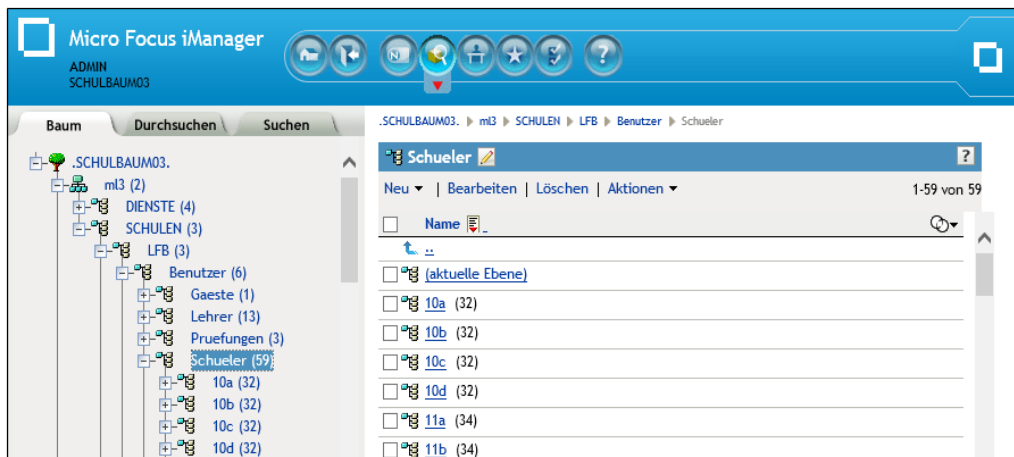 Micro Focus iManager
ADMIN
SCHULBAUM03
N
?
Baum
Durchsuchen
Suchen
.SCHULBAUM03.
ml3 (2)
DIENSTE (4)
SCHULEN (3)
LFB (3)
Benutzer (6)
Gaeste (1)
Lehrer (13)
Pruefungen (3)
Schueler (59)
10a (32)
10b (32)
10c (32)
10d (32)
.SCHULBAUM03. ml3 SCHULEN LFB Benutzer Schueler
Schueler ?
Neu | Bearbeiten | Löschen | Aktionen 1-59 von 59
Name
..
(aktuelle Ebene)
10a (32)
10b (32)
10c (32)
10d (32)
11a (34)
11b (34)